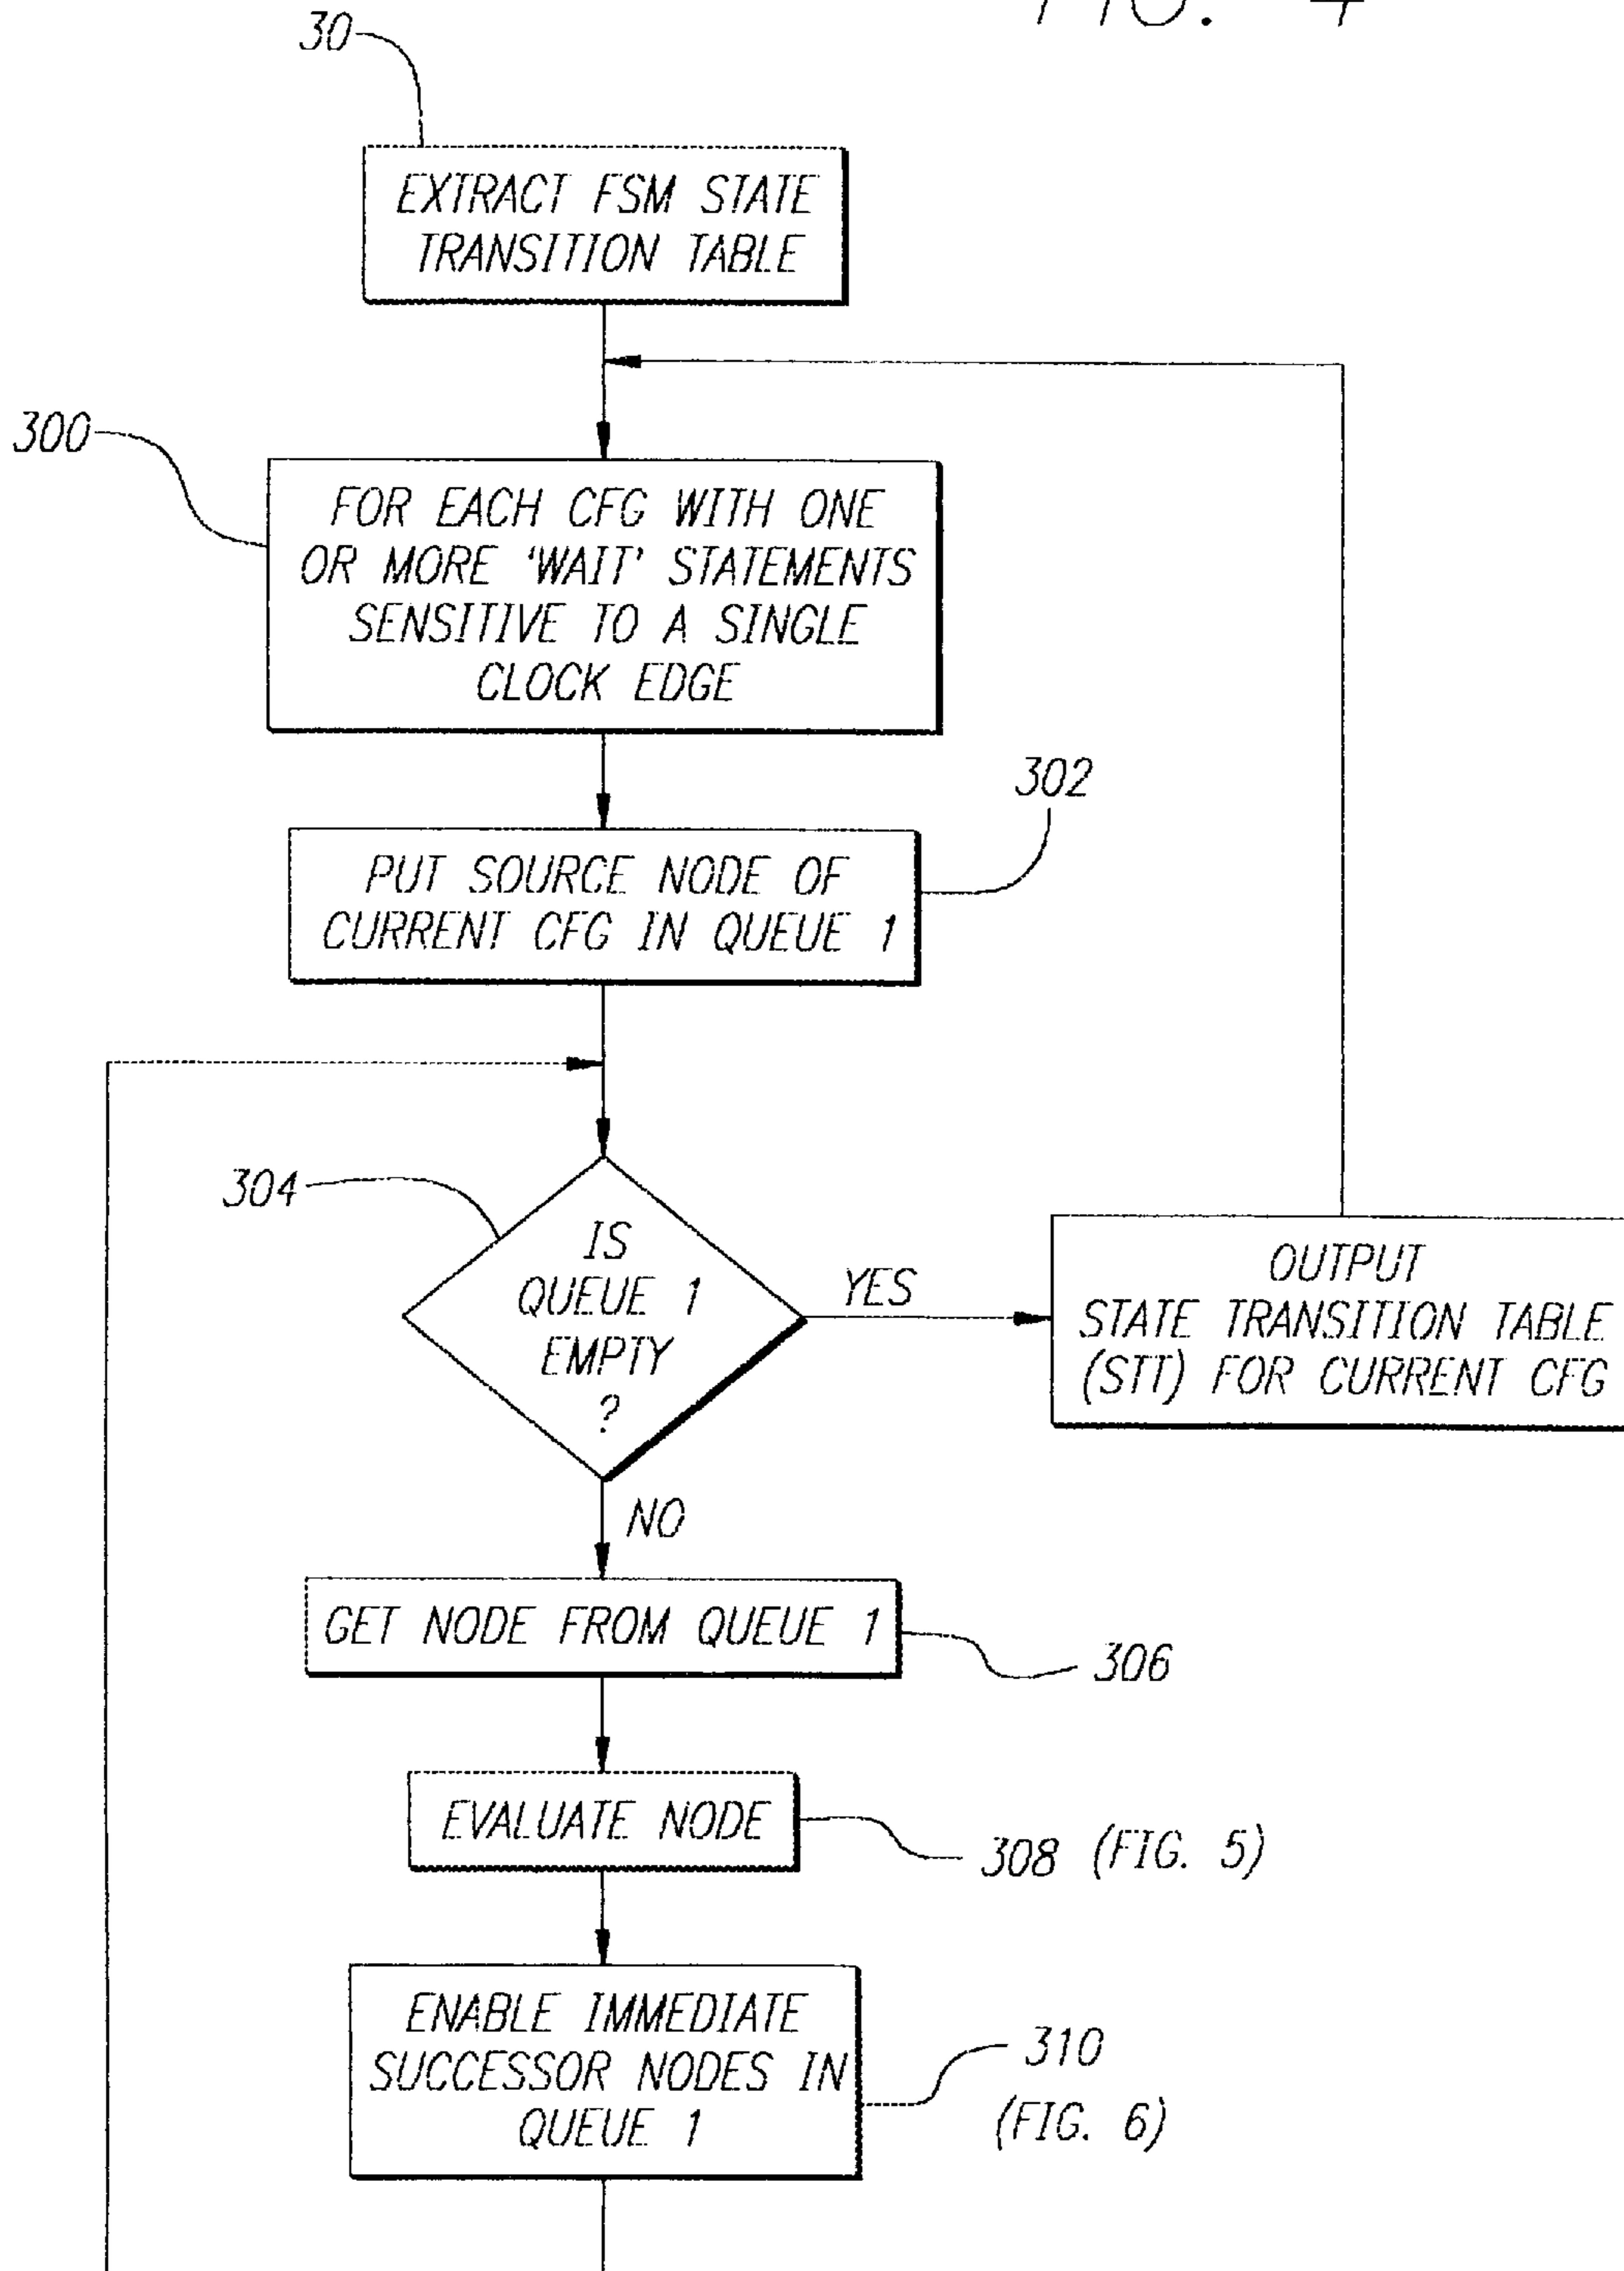 FIG. 4
30
EXTRACT FSM STATE
TRANSITION TABLE
300
FOR EACH CFG WITH ONE
OR MORE 'WAIT' STATEMENTS
SENSITIVE TO A SINGLE
CLOCK EDGE
302
PUT SOURCE NODE OF
CURRENT CFG IN QUEUE 1
304
IS
QUEUE 1
EMPTY
?
YES
OUTPUT
STATE TRANSITION TABLE
(STT) FOR CURRENT CFG
NO
GET NODE FROM QUEUE 1
306
EVALUATE NODE
308 (FIG. 5)
ENABLE IMMEDIATE
SUCCESSOR NODES IN
QUEUE 1
310
(FIG. 6)